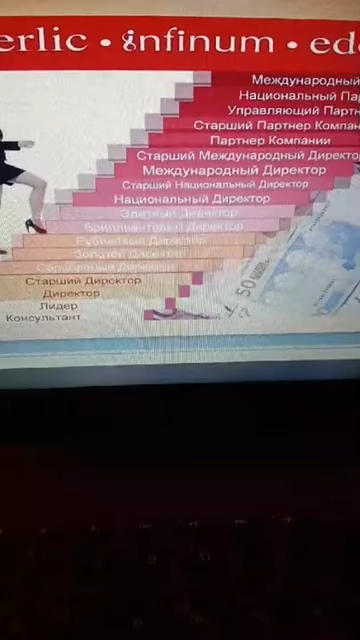 erlic • infinum • ed
Международный
Национальный Па
Управляющий Партн
Старший Партнер Компан
Партнер Компании
Старший Международный Директо
Международный Директор
Старший Национальный Директор
Национальный Директор
Элитный Директор
Бриллиантовый Директор
Рубиновый Директор
Золотой Директор
Серебряный Директор
Старший Директор
Директор
Лидер
Консультант
50